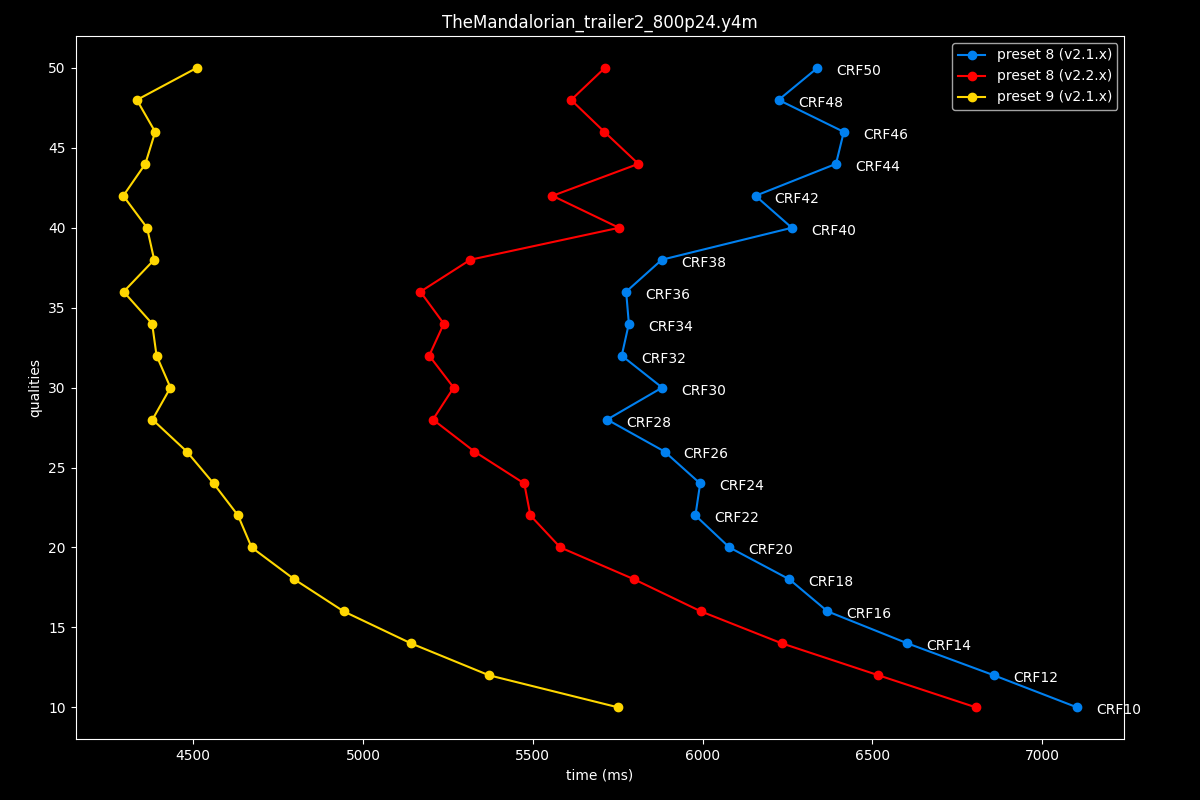 TheMandalorian_trailer2_800p24.y4m
preset 8 (v2.1.x)
preset 8 (v2.2.x)
preset 9 (v2.1.x)
50
CRF50
CRF48
45
CRF46
CRF44
CRF42
40
CRF40
CRF38
35
CRF36
CRF34
CRF32
30
CRF30
qualities
CRF28
25
CRF26
CRF24
CRF22
20
CRF20
CRF18
15
CRF16
CRF14
CRF12
10
CRF10
4500 5000 5500 6000 6500 7000
time (ms)